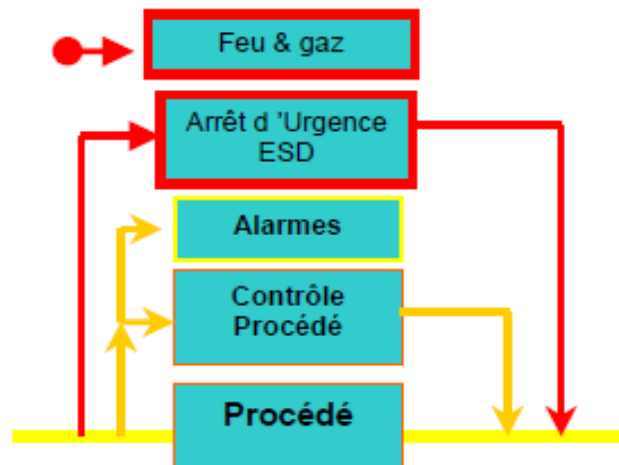 Feu & gaz
Arrêt d 'Urgence
ESD
Alarmes
Contrôle
Procédé
Procédé